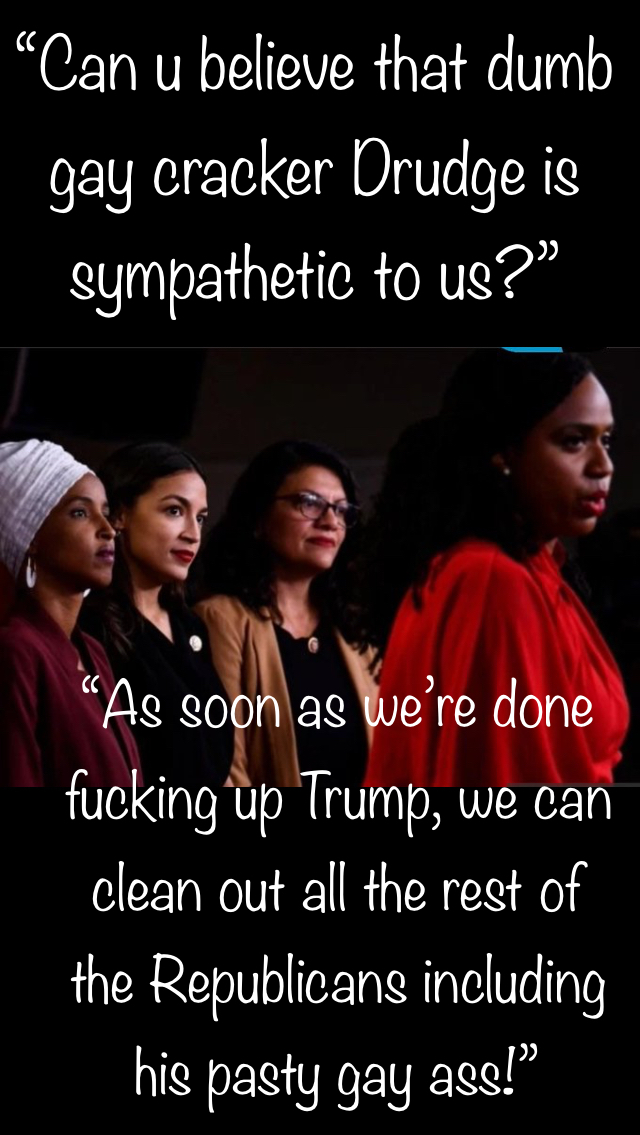 “Can u believe that dumb
gay cracker Drudge is
sympathetic to us?”
“As soon as we’re done
fucking up Trump, we can
clean out all the rest of
the Republicans including
his pasty gay ass!”